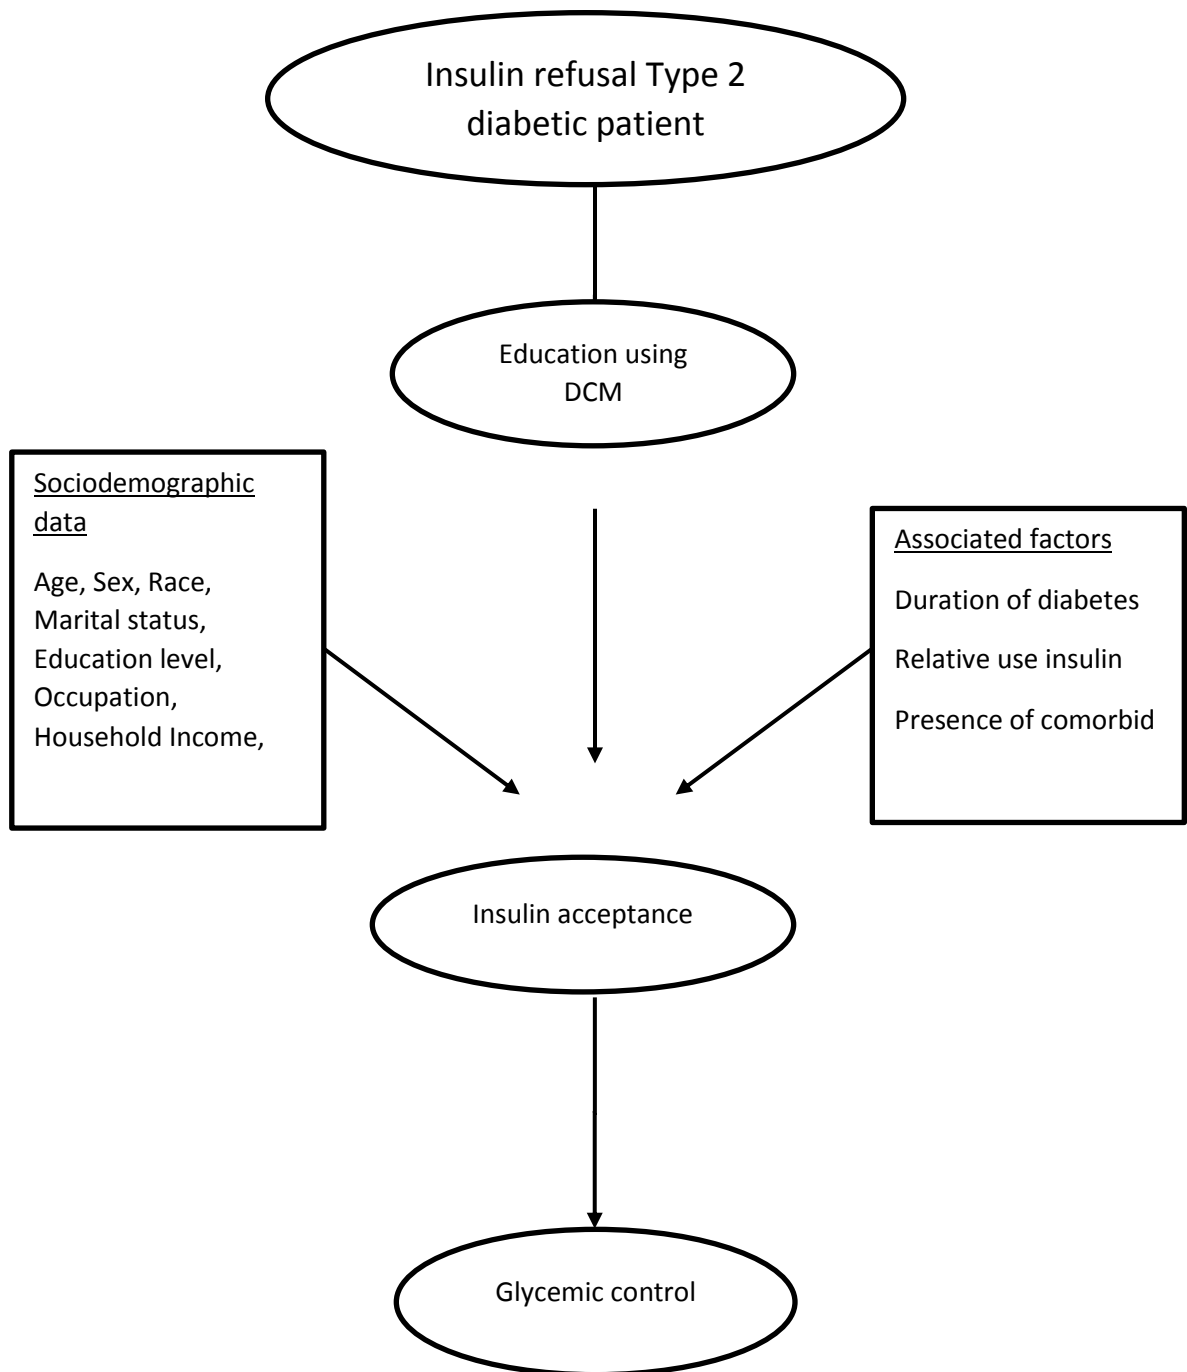 Insulin refusal Type 2
diabetic patient
Education using
DCM
Sociodemographic
data
Age, Sex, Race,
Marital status,
Education level,
Occupation,
Household Income,
Associated factors
Duration of diabetes
Relative use insulin
Presence of comorbid
Insulin acceptance
Glycemic control